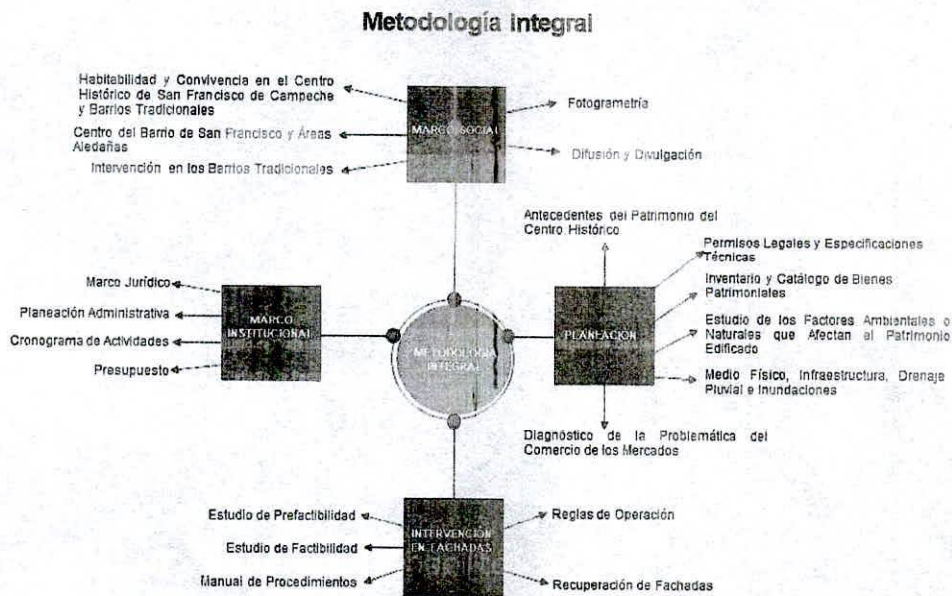 Metodología integral
Habitabilidad y Convivencia en el Centro
Histórico de San Francisco de Campeche
y Barrios Tradicionales
Centro del Barrio de San Francisco y Áreas
Aledañas
Intervención en los Barrios Tradicionales
MARCO SOCIAL
Fotogrametría
Difusión y Divulgación
Marco Jurídico
Planeación Administrativa
Cronograma de Actividades
Presupuesto
MARCO
INSTITUCIONAL
METODOLOGIA
INTEGRAL
Antecedentes del Patrimonio del
Centro Histórico
PLANEACION
Permisos Legales y Especificaciones
Técnicas
Inventario y Catálogo de Bienes
Patrimoniales
Estudio de los Factores Ambientales o
Naturales que Afectan el Patrimonio
Edificado
Medio Físico, Infraestructura, Drenaje
Pluvial e Inundaciones
Diagnóstico de la Problemática del
Comercio de los Mercados
Estudio de Prefactibilidad
Estudio de Factibilidad
Manual de Procedimientos
INTERVENCION
EN FACHADAS
Reglas de Operación
Recuperación de Fachadas